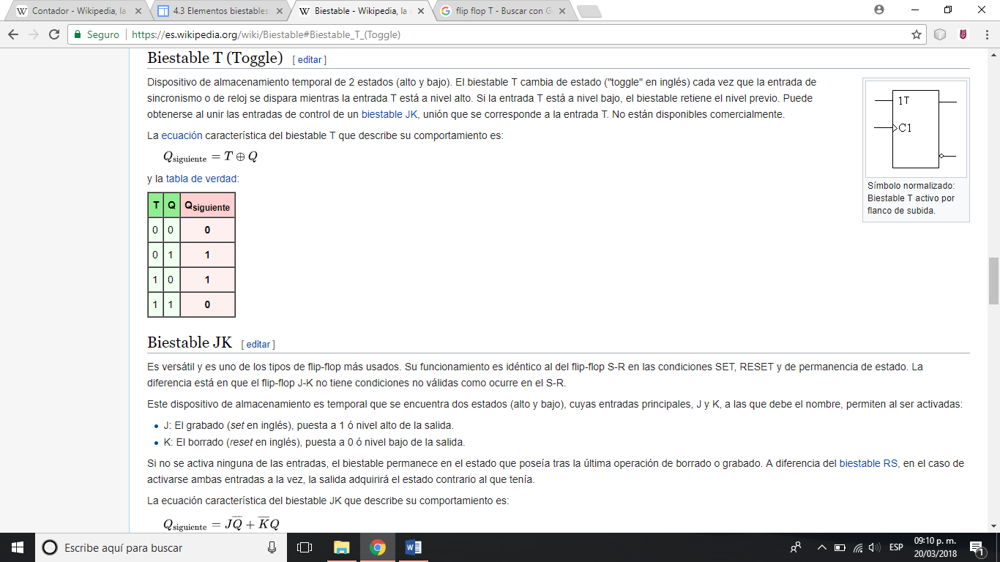 Contador - Wikipedia, la
4.3 Elementos biestables
Biestable - Wikipedia, la
flip flop T - Buscar con G
Seguro
https://es.wikipedia.org/wiki/Biestable#Biestable_T_(Toggle)
Biestable T (Toggle) [ editar ]
Dispositivo de almacenamiento temporal de 2 estados (alto y bajo). El biestable T cambia de estado ("toggle" en inglés) cada vez que la entrada de
sincronismo o de reloj se dispara mientras la entrada T está a nivel alto. Si la entrada T está a nivel bajo, el biestable retiene el nivel previo. Puede
obtenerse al unir las entradas de control de un biestable JK, unión que se corresponde a la entrada T. No están disponibles comercialmente.
La ecuación característica del biestable T que describe su comportamiento es:
Qsiguiente = T ⊕ Q
y la tabla de verdad:
T Q Qsiguiente
0 0 0
0 1 1
1 0 1
1 1 0
1T
C1
Símbolo normalizado:
Biestable T activo por
flanco de subida.
Biestable JK [ editar ]
Es versátil y es uno de los tipos de flip-flop más usados. Su funcionamiento es idéntico al del flip-flop S-R en las condiciones SET, RESET y de permanencia de estado. La
diferencia está en que el flip-flop J-K no tiene condiciones no válidas como ocurre en el S-R.
Este dispositivo de almacenamiento es temporal que se encuentra dos estados (alto y bajo), cuyas entradas principales, J y K, a las que debe el nombre, permiten al ser activadas:
• J: El grabado (set en inglés), puesta a 1 ó nivel alto de la salida.
• K: El borrado (reset en inglés), puesta a 0 ó nivel bajo de la salida.
Si no se activa ninguna de las entradas, el biestable permanece en el estado que poseía tras la última operación de borrado o grabado. A diferencia del biestable RS, en el caso de
activarse ambas entradas a la vez, la salida adquirirá el estado contrario al que tenía.
La ecuación característica del biestable JK que describe su comportamiento es:
Qsiguiente = JQ̅ + K̅Q
Escribe aquí para buscar
ESP
09:10 p. m.
20/03/2018
1